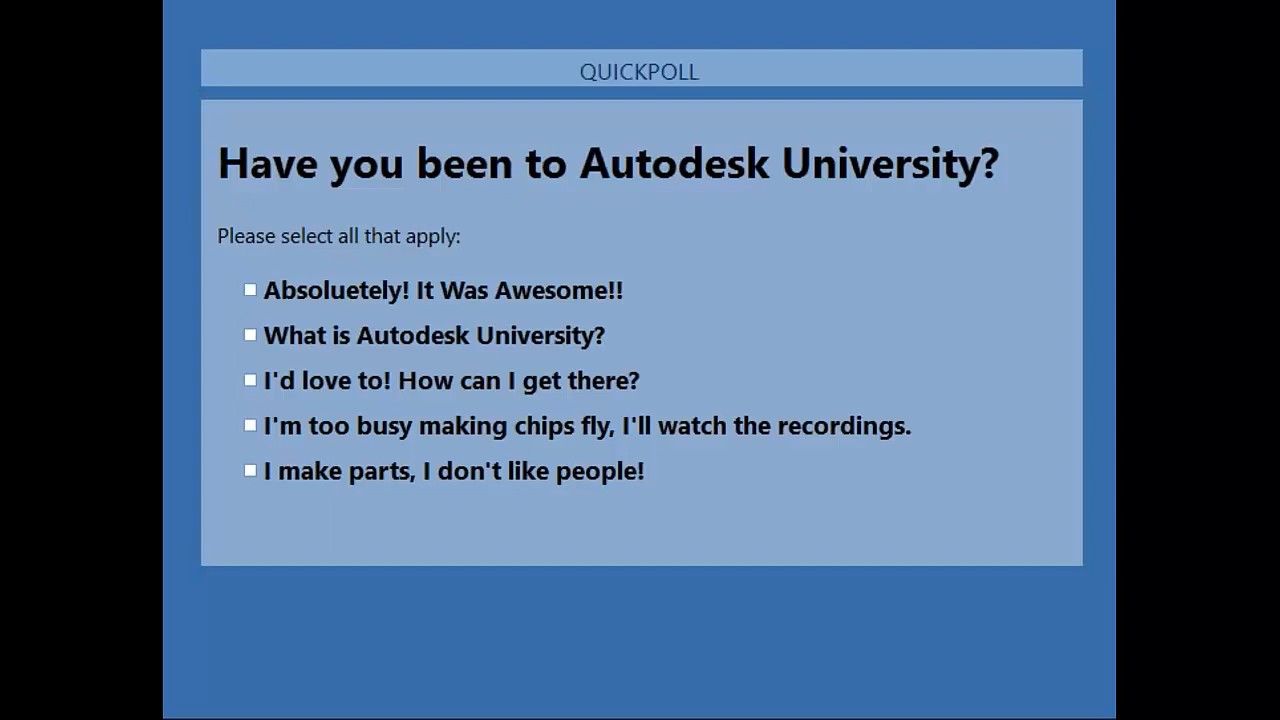 QUICKPOLL
Have you been to Autodesk University?
Please select all that apply:
Absoluetely! It Was Awesome!!
What is Autodesk University?
I'd love to! How can I get there?
I'm too busy making chips fly, I'll watch the recordings.
I make parts, I don't like people!